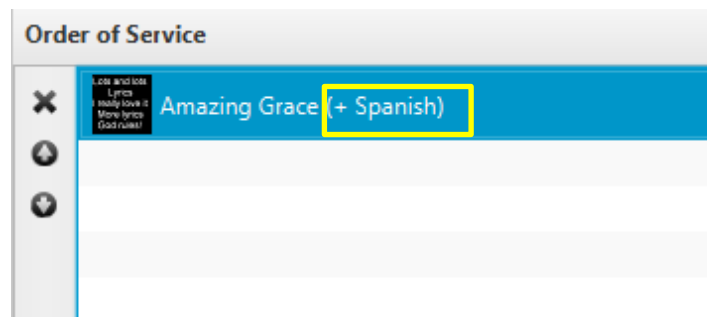 Order of Service
Lots and lots
Lyrics
I really love it
More lyrics
God rules!
Amazing Grace (+ Spanish)